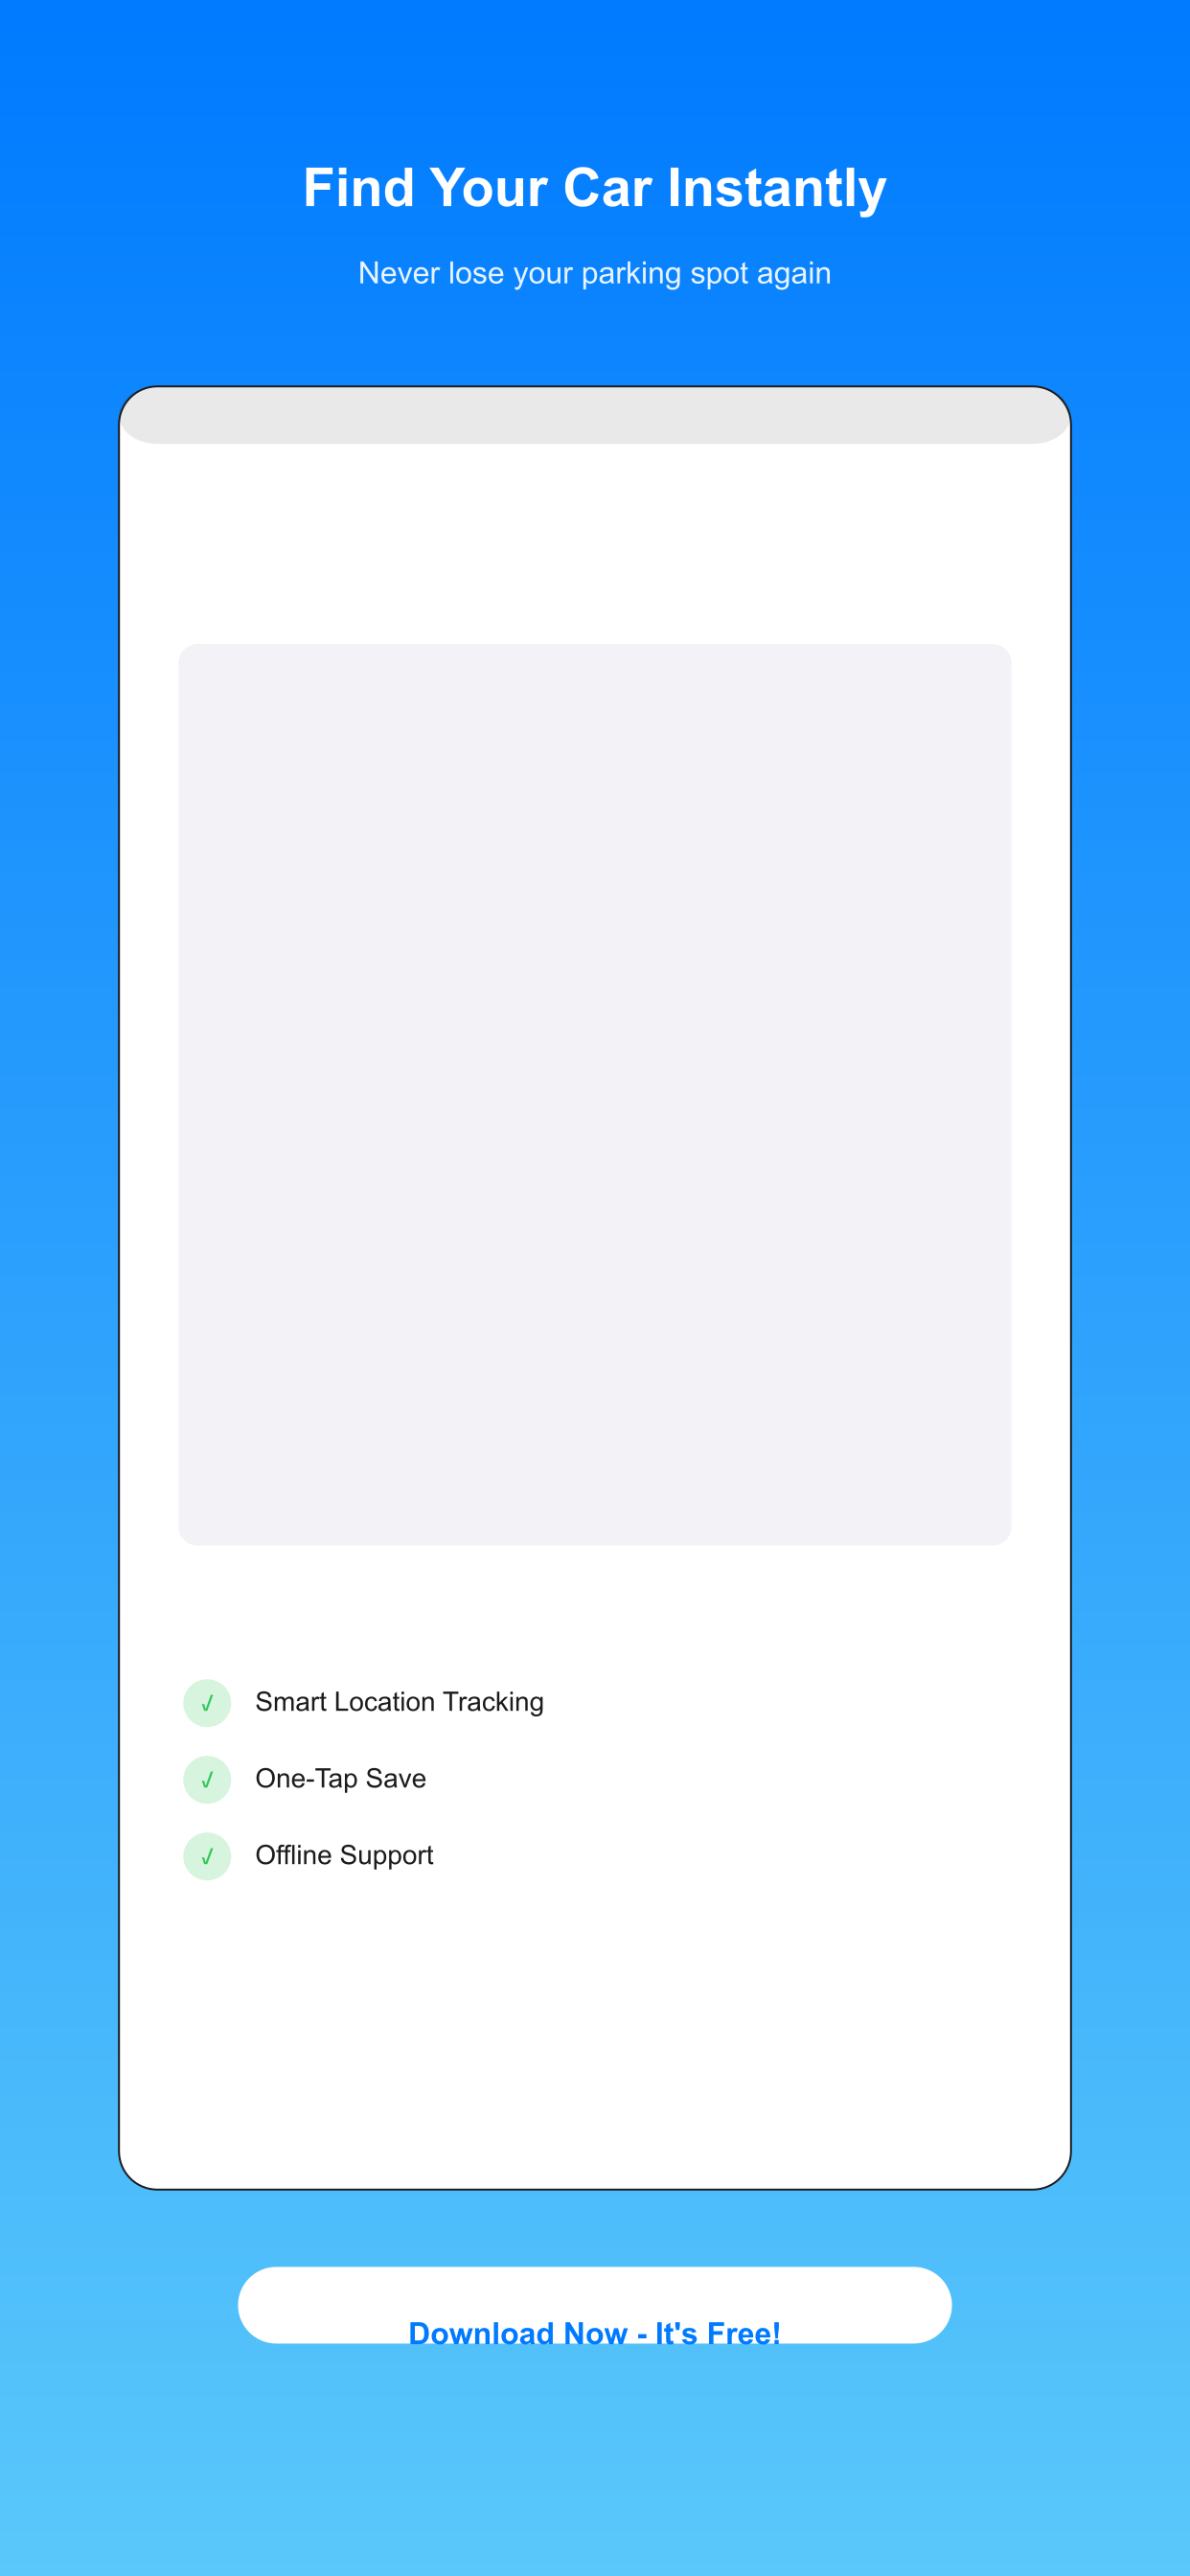 Find Your Car Instantly
Never lose your parking spot again
✓ Smart Location Tracking
✓ One-Tap Save
✓ Offline Support
Download Now - It's Free!